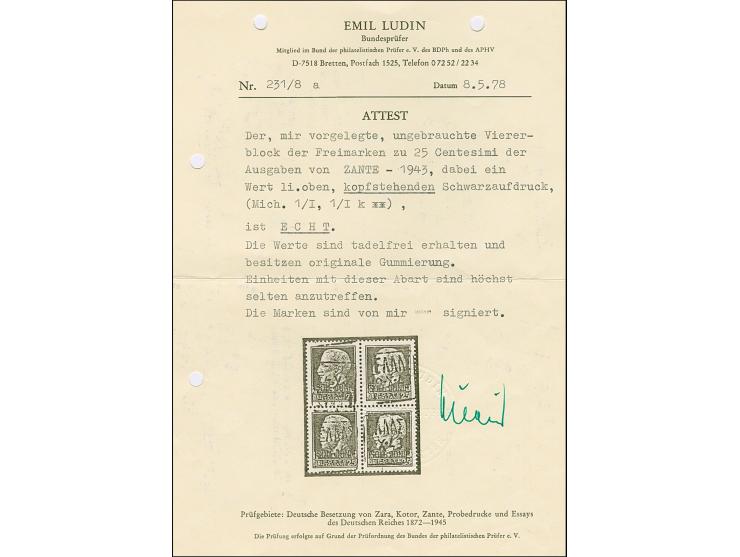 EMIL LUDIN
Bundesprüfer
Mitglied im Bund der philatelistischen Prüfer e. V. des BDPh und des APHV
D-7518 Bretten, Postfach 1525, Telefon 07252/2234
Nr. 231/8 a Datum 8.5.78
ATTEST
Der, mir vorgelegte, ungebrauchte Vierer-
block der Freimarken zu 25 Centesimi der
Ausgaben von ZANTE - 1943, dabei ein
Wert li.oben, kopfstehenden Schwarzaufdruck,
(Mich. 1/I, 1/I k xx) ,
ist E C H T.
Die Werte sind tadelfrei erhalten und
besitzen originale Gummierung.
Einheiten mit dieser Abart sind höchst
selten anzutreffen.
Die Marken sind von mir signiert.
Prüfgebiete: Deutsche Besetzung von Zara, Kotor, Zante, Probedrucke und Essays
des Deutschen Reiches 1872—1945
Die Prüfung erfolgte auf Grund der Prüfordnung des Bundes der philatelistischen Prüfer e. V.